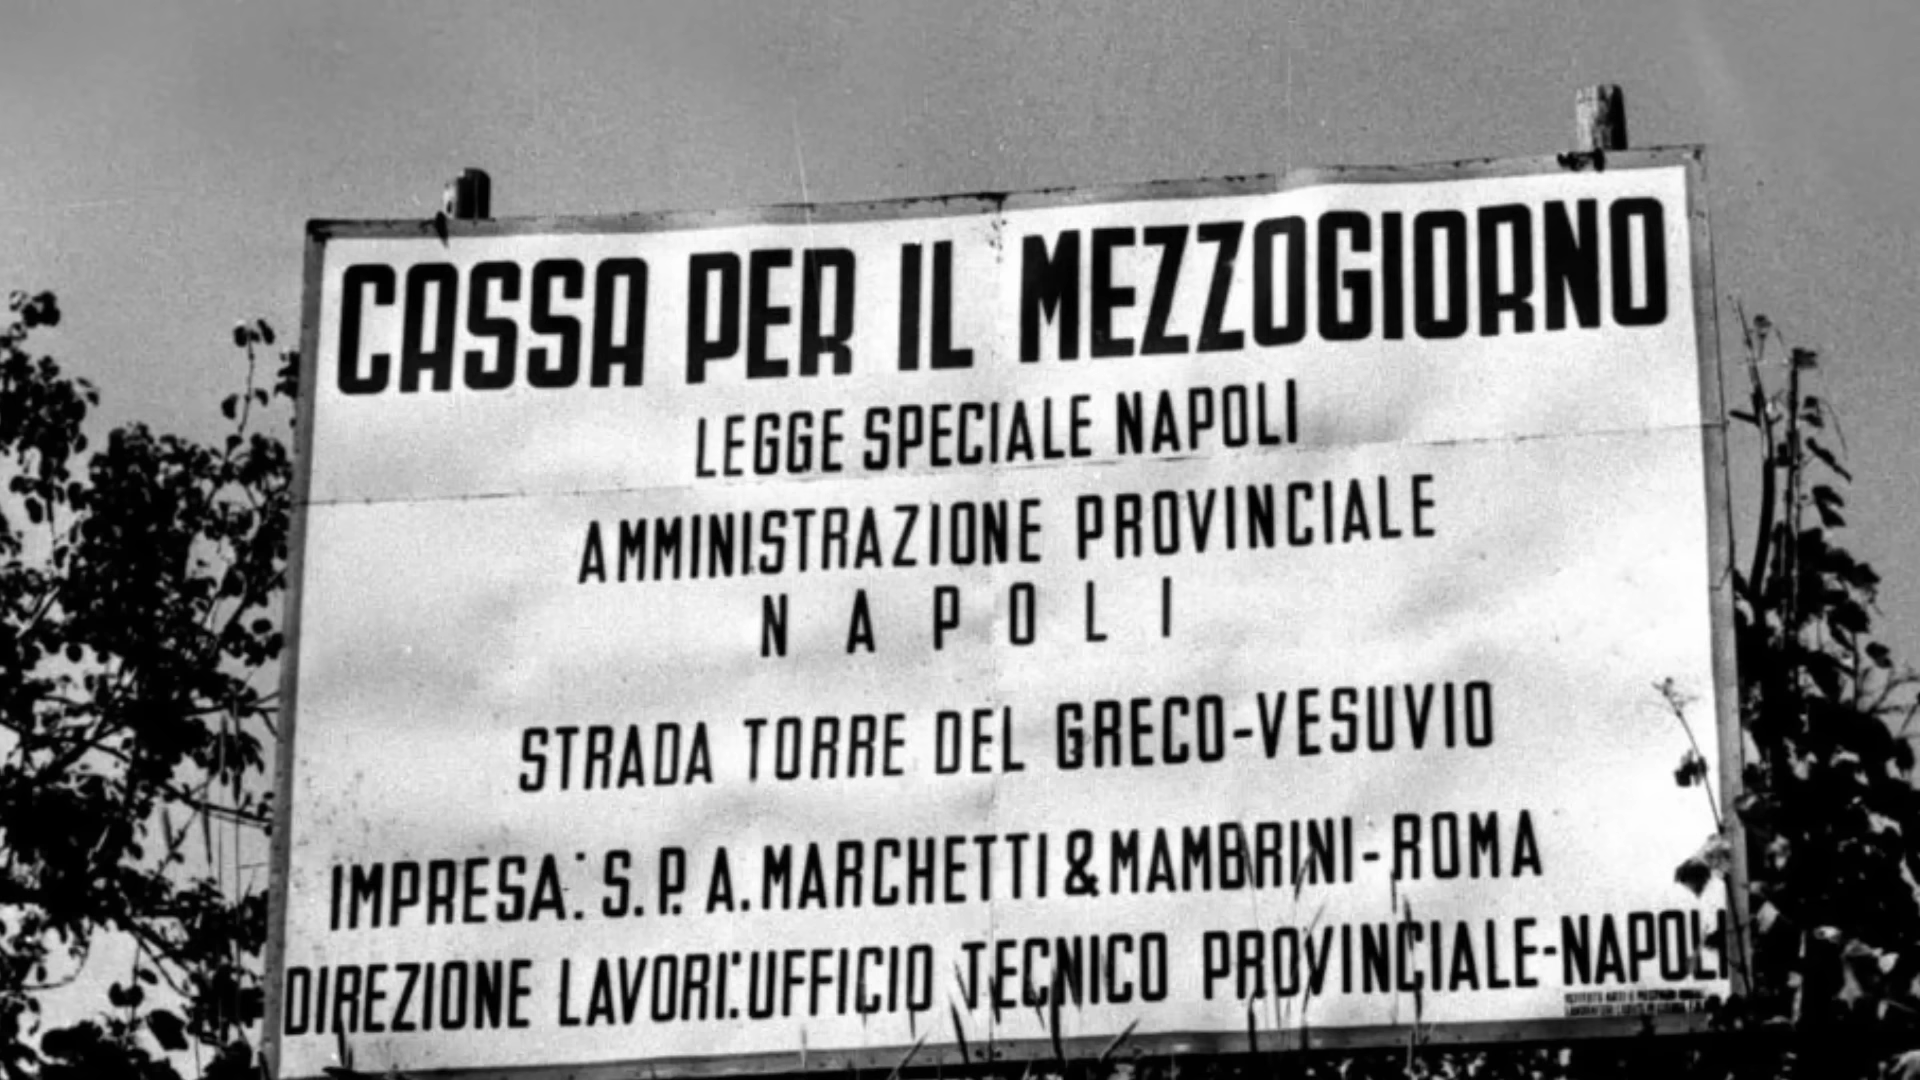 CASSA PER IL MEZZOGIORNO
LEGGE SPECIALE NAPOLI
AMMINISTRAZIONE PROVINCIALE
NAPOLI
STRADA TORRE DEL GRECO-VESUVIO
IMPRESA: S.P.A. MARCHETTI & MAMBRINI-ROMA
DIREZIONE LAVORI: UFFICIO TECNICO PROVINCIALE-NAPOLI